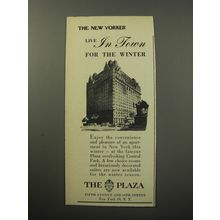 THE NEW YORKER
LIVE In Town
FOR THE WINTER
Enjoy the convenience
and pleasure of an apart-
ment in New York this
winter — at the famous
Plaza overlooking Central
Park. A few choice rooms
and luxuriously decorated
suites are now available
for the winter season.
THE PLAZA
FIFTH AVENUE AND 59TH STREET
New York 19, N. Y.